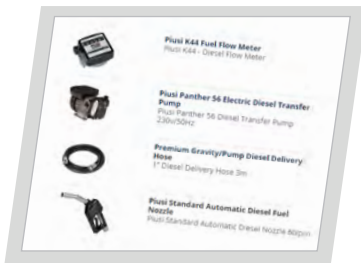 Piusi K44 Fuel Flow Meter
Piusi K44 - Diesel Flow Meter
Piusi Panther 56 Electric Diesel Transfer
Pump
Piusi Panther 56 Diesel Transfer Pump
230v/50Hz
Premium Gravity/Pump Diesel Delivery
Hose
1" Diesel Delivery Hose 3m
Piusi Standard Automatic Diesel Fuel
Nozzle
Piusi Standard Automatic Diesel Nozzle 60lpm